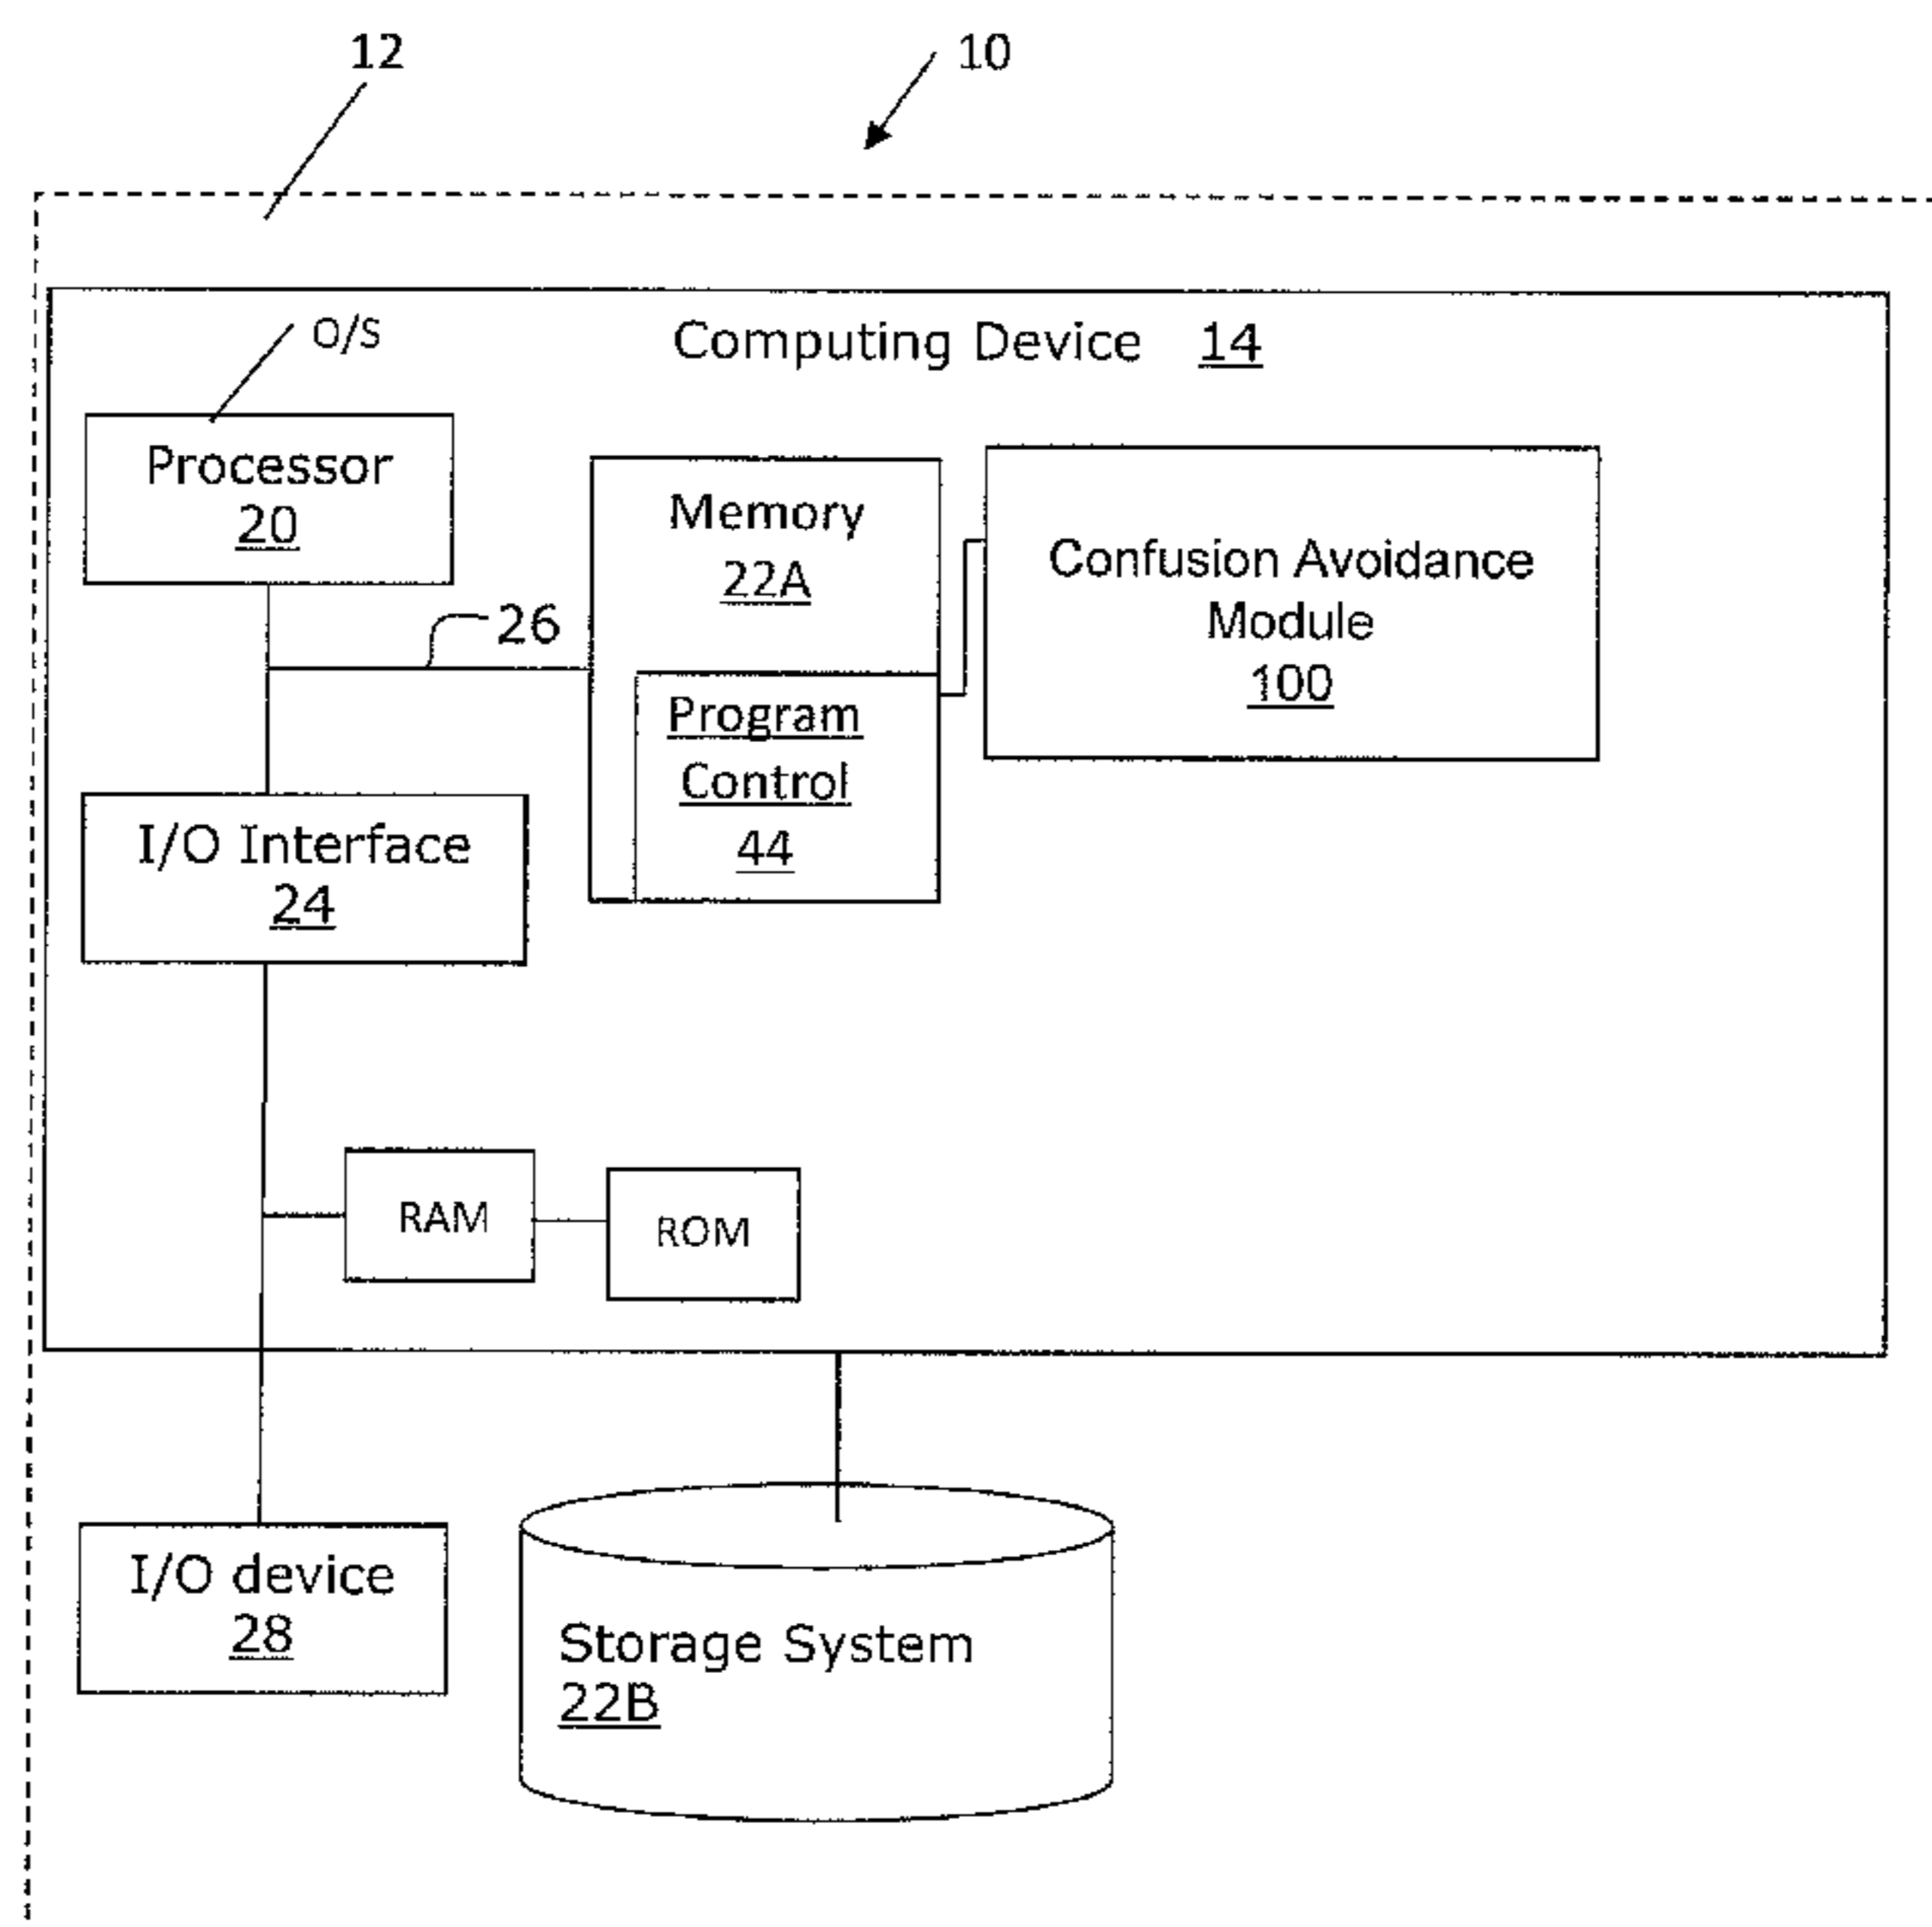 12
10
O/S
Computing Device 14
Processor
20
Memory
22A
Confusion Avoidance
Module
100
26
Program
Control
44
I/O Interface
24
RAM
ROM
I/O device
28
Storage System
22B